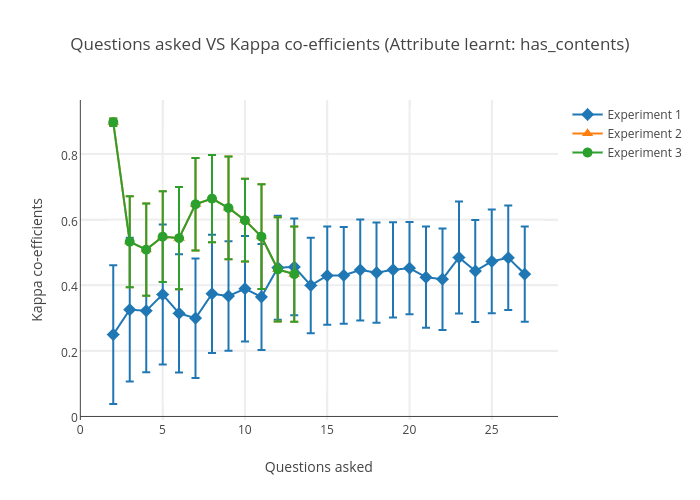 Questions asked VS Kappa co-efficients (Attribute learnt: has_contents)
Experiment 1
Experiment 2
Experiment 3
0.8
0.6
0.4
0.2
0
Kappa co-efficients
0 5 10 15 20 25
Questions asked